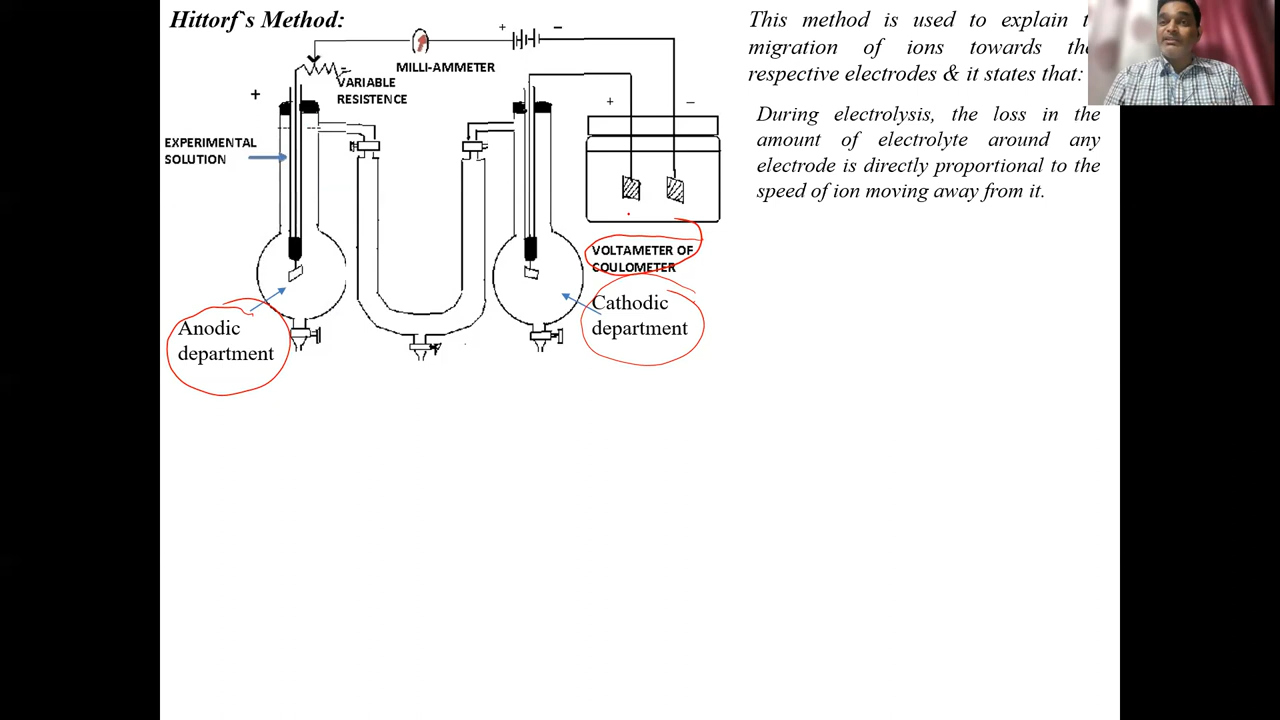 Hittorf`s Method:
+
−
MILLI-AMMETER
VARIABLE
RESISTENCE
+
EXPERIMENTAL
SOLUTION
+
−
VOLTAMETER OF
COULOMETER
Anodic
department
Cathodic
department
This method is used to explain
migration of ions towards the
respective electrodes & it states that:
During electrolysis, the loss in the
amount of electrolyte around any
electrode is directly proportional to the
speed of ion moving away from it.